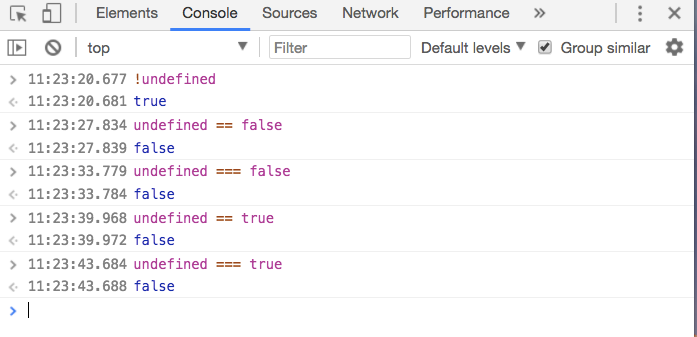 Elements Console Sources Network Performance »
top Filter Default levels Group similar
11:23:20.677 !undefined
11:23:20.681 true
11:23:27.834 undefined == false
11:23:27.839 false
11:23:33.779 undefined === false
11:23:33.784 false
11:23:39.968 undefined == true
11:23:39.972 false
11:23:43.684 undefined === true
11:23:43.688 false